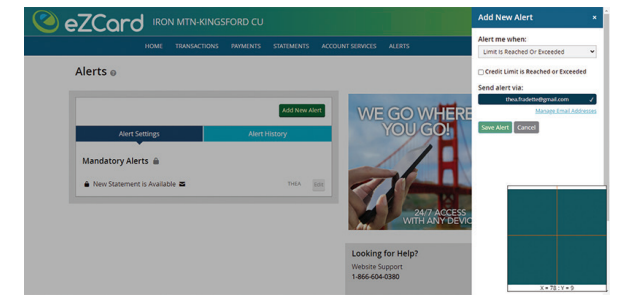 eZCard IRON MTN-KINGSFORD CU
HOME TRANSACTIONS PAYMENTS STATEMENTS ACCOUNT SERVICES ALERTS
Alerts
Add New Alert
Alert Settings Alert History
Mandatory Alerts
New Statement is Available THEA Edit
WE GO WHERE
YOU GO!
24/7 ACCESS
WITH ANY DEVIC
Looking for Help?
Website Support
1-866-604-0380
Add New Alert ×
Alert me when:
Limit Is Reached Or Exceeded
Credit Limit is Reached or Exceeded
Send alert via:
thea.fradette@gmail.com ✓
Manage Email Addresses
Save Alert Cancel
X = 78 ; Y = 9